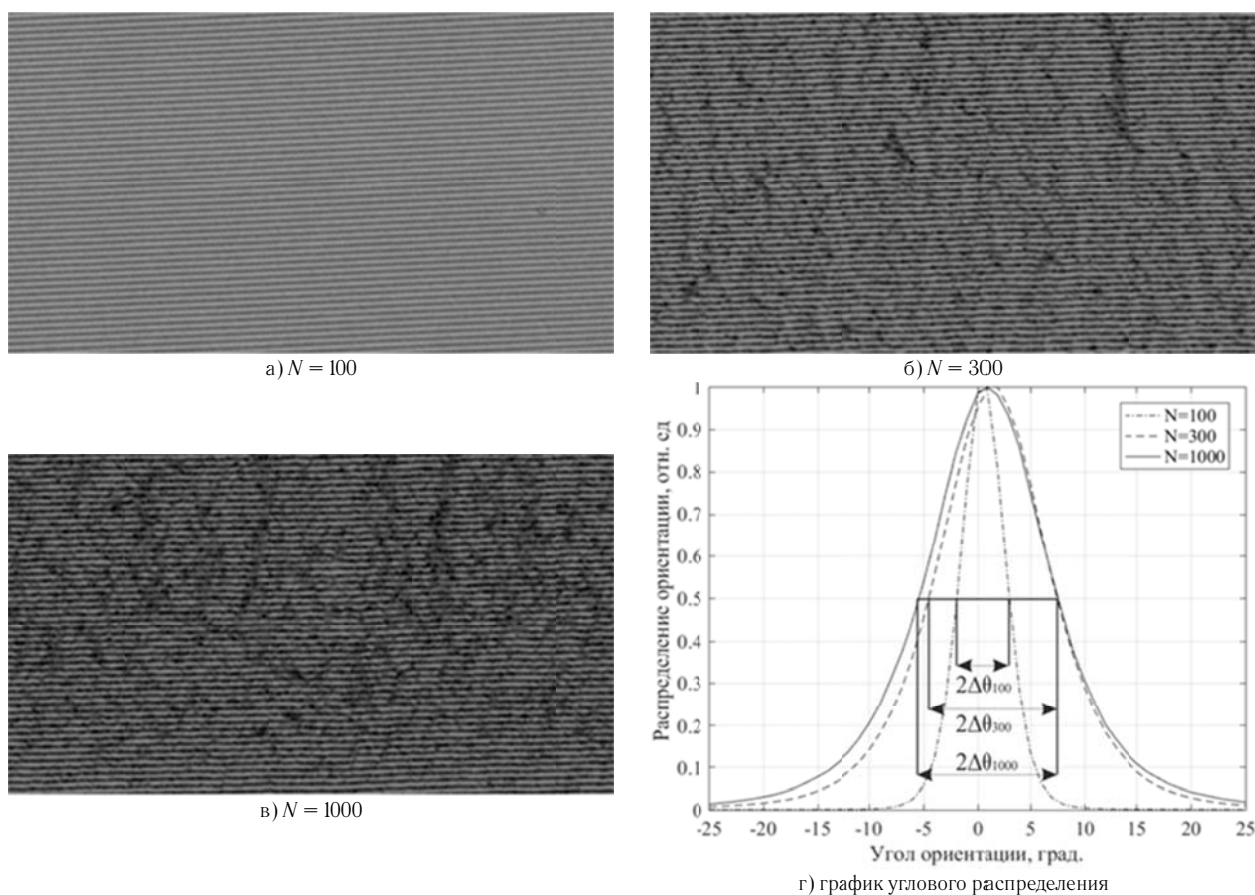 а) N = 100
б) N = 300
в) N = 1000
1
0.9
0.8
0.7
0.6
0.5
0.4
0.3
0.2
0.1
0
Распределение ориентации, отн. ед
N=100
N=300
N=1000
2Δθ100
2Δθ300
2Δθ1000
-25 -20 -15 -10 -5 0 5 10 15 20 25
Угол ориентации, град.
г) график углового распределения